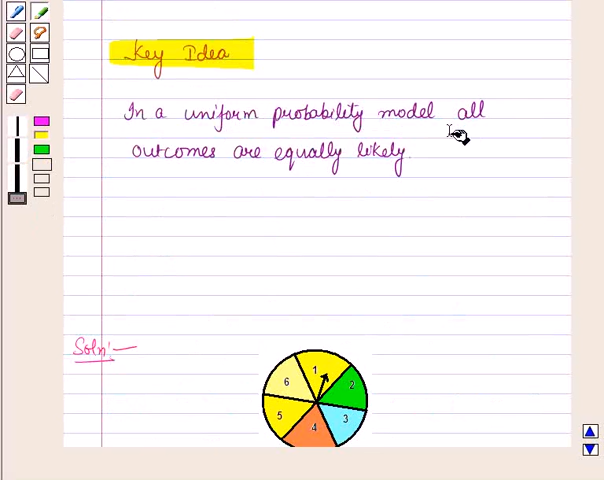 Key Idea
In a uniform probability model all
outcomes are equally likely.
Soln:-
1
6
2
5
3
4